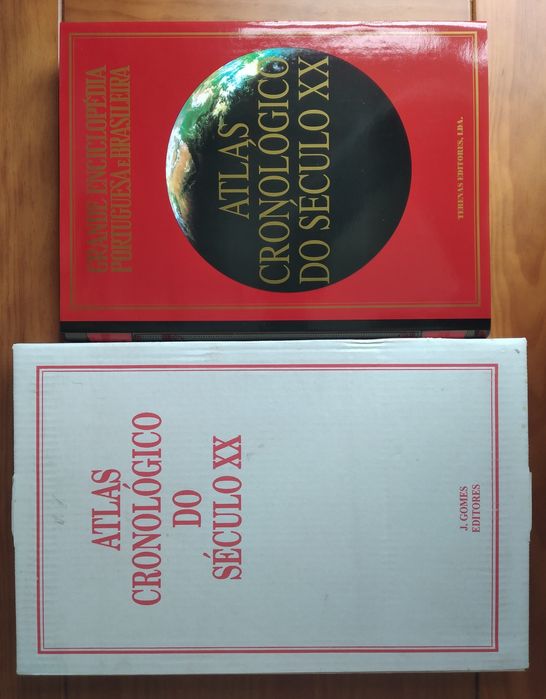 GRANDE ENCICLOPÉDIA
PORTUGUESA E BRASILEIRA
ATLAS
CRONOLÓGICO
DO SÉCULO XX
TERENAS EDITORES, LDA.
ATLAS
CRONOLÓGICO
DO
SÉCULO XX
J. GOMES
EDITORES